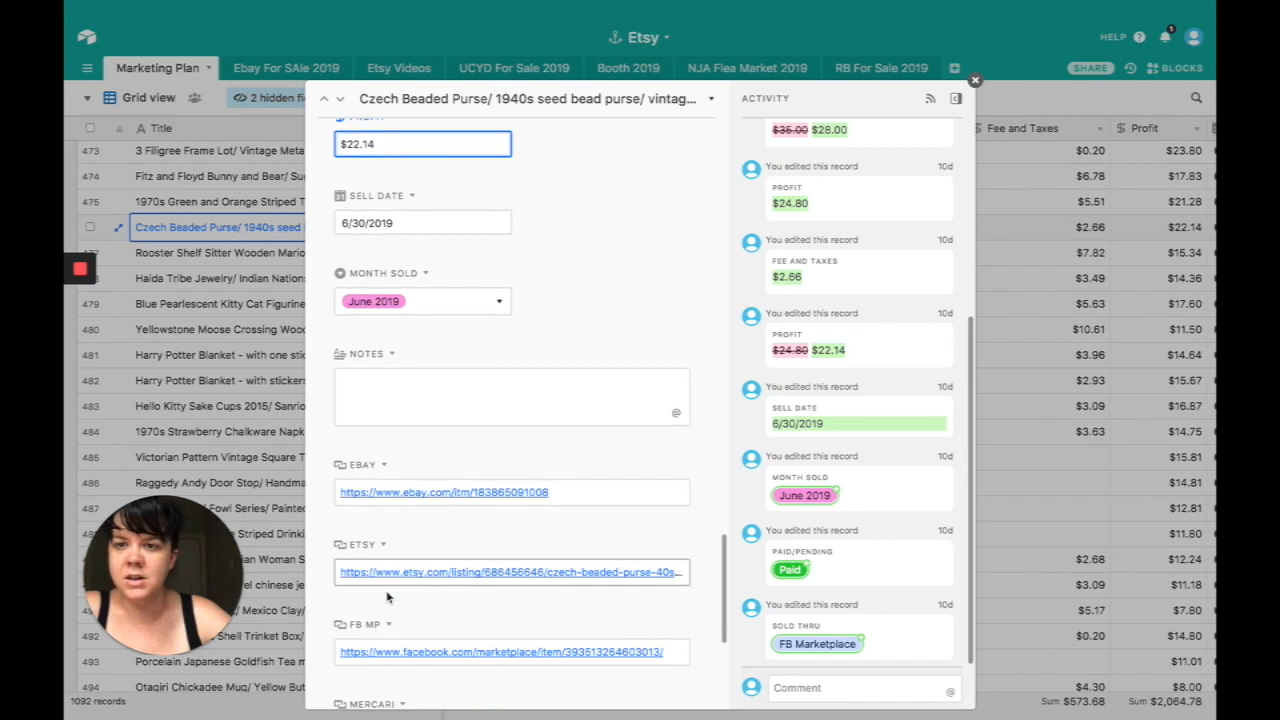 Etsy
HELP
1
Marketing Plan
Ebay For SAle 2019
Etsy Videos
UCYD For Sale 2019
Booth 2019
NJA Flea Market 2019
RB For Sale 2019
SHARE
BLOCKS
Grid view
2 hidden fi
Czech Beaded Purse/ 1940s seed bead purse/ vintag...
ACTIVITY
Title
Fee and Taxes
Profit
473 3 Filigree Frame Lot/ Vintage Meta $0.20 $23.80
474 Fitz and Floyd Bunny and Bear/ Su $6.78 $17.83
475 1970s Green and Orange Striped T $5.51 $21.28
Czech Beaded Purse/ 1940s seed $2.66 $22.14
Rooster Shelf Sitter Wooden Mario $7.82 $15.34
Haida Tribe Jewelry/ Indian Nation $3.49 $14.36
479 Blue Pearlescent Kitty Cat Figurine $5.63 $17.60
480 Yellowstone Moose Crossing Woo $10.61 $11.50
481 Harry Potter Blanket - with one sti $3.96 $14.64
482 Harry Potter Blanket - with sticker $2.93 $15.67
483 Hello Kitty Sake Cups 2015/ Sanrio $3.09 $16.87
484 1970s Strawberry Chalkware Napk $3.63 $14.75
485 Victorian Pattern Vintage Square T $15.81
486 Raggedy Andy Door Stop/ Handma $15.81
Fowl Series/ Painte $12.81
Striped Drinki $11.80
ian Woman S $2.68 $12.24
el chinese jew $3.09 $11.18
Mexico Clay/ $5.17 $7.80
492 Shell Trinket Box/ $0.20 $14.80
493 Porcelain Japanese Goldfish Tea m $11.01
494 Otagiri Chickadee Mug/ Yellow But $4.30 $8.00
1092 records
Sum $573.68
Sum $2,064.78
$22.14
SELL DATE
6/30/2019
MONTH SOLD
June 2019
NOTES
@
EBAY
https://www.ebay.com/itm/183865091008
ETSY
https://www.etsy.com/listing/686456646/czech-beaded-purse-40s...
FB MP
https://www.facebook.com/marketplace/item/393513264603013/
MERCARI
$35.00 $28.00
You edited this record 10d
PROFIT
$24.80
You edited this record 10d
FEE AND TAXES
$2.66
You edited this record 10d
PROFIT
$24.80 $22.14
You edited this record 10d
SELL DATE
6/30/2019
You edited this record 10d
MONTH SOLD
June 2019
You edited this record 10d
PAID/PENDING
Paid
You edited this record 10d
SOLD THRU
FB Marketplace
Comment @